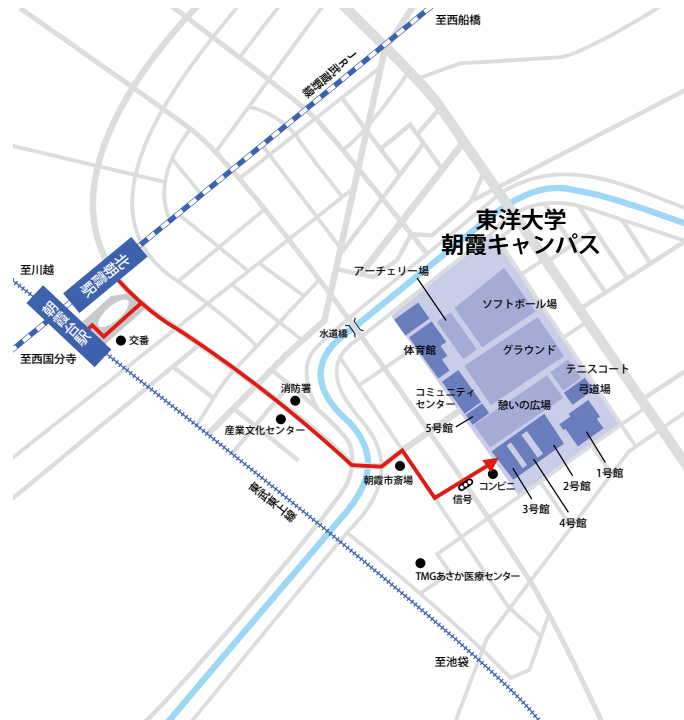 至西船橋
JR武蔵野線
東洋大学
朝霞キャンパス
至川越
北朝霞駅
朝霞台駅
アーチェリー場
ソフトボール場
水道橋
交番
至西国分寺
体育館
グラウンド
テニスコート
消防署
コミュニティ
センター
憩いの広場
弓道場
産業文化センター
5号館
朝霞市斎場
1号館
コンビニ
2号館
信号
3号館
4号館
東武東上線
TMGあさか医療センター
至池袋